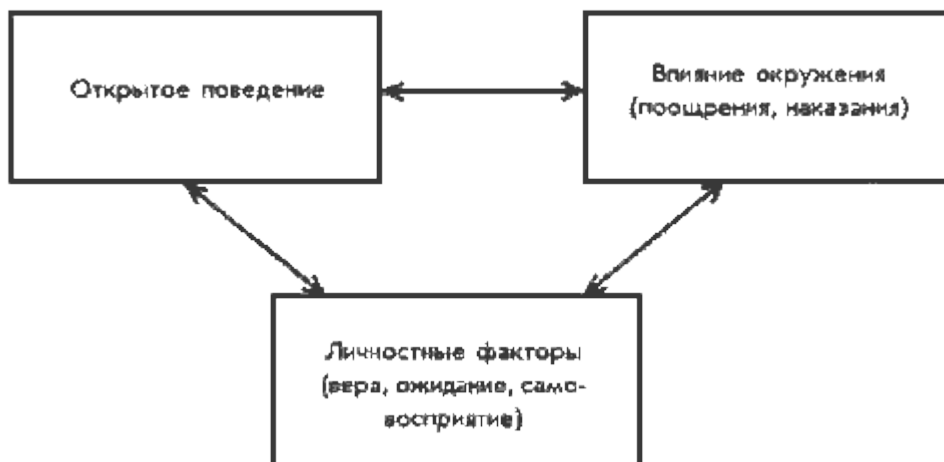 Открытое поведение
Влияние окружения
(поощрения, наказания)
Личностные факторы
(вера, ожидание, само-
восприятие)